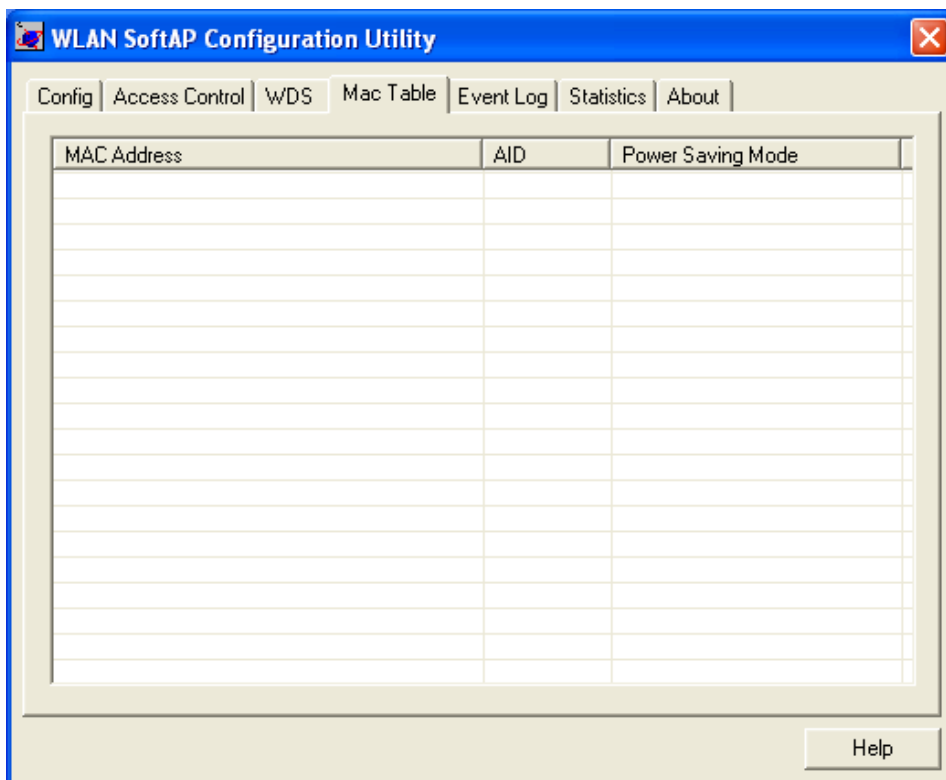 WLAN SoftAP Configuration Utility
Config Access Control WDS Mac Table Event Log Statistics About
MAC Address AID Power Saving Mode
Help